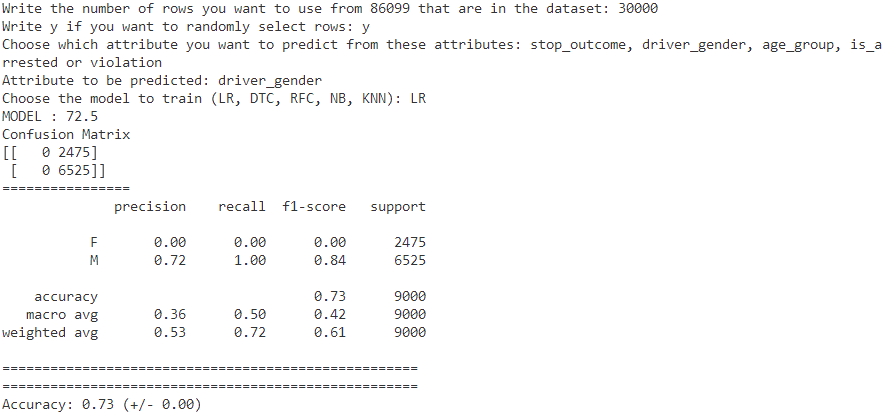 Write the number of rows you want to use from 86099 that are in the dataset: 30000
Write y if you want to randomly select rows: y
Choose which attribute you want to predict from these attributes: stop_outcome, driver_gender, age_group, is_a
rrested or violation
Attribute to be predicted: driver_gender
Choose the model to train (LR, DTC, RFC, NB, KNN): LR
MODEL : 72.5
Confusion Matrix
[[   0 2475]
 [   0 6525]]
================
              precision    recall  f1-score   support

           F       0.00      0.00      0.00      2475
           M       0.72      1.00      0.84      6525

    accuracy                           0.73      9000
   macro avg       0.36      0.50      0.42      9000
weighted avg       0.53      0.72      0.61      9000

====================================================
====================================================
Accuracy: 0.73 (+/- 0.00)